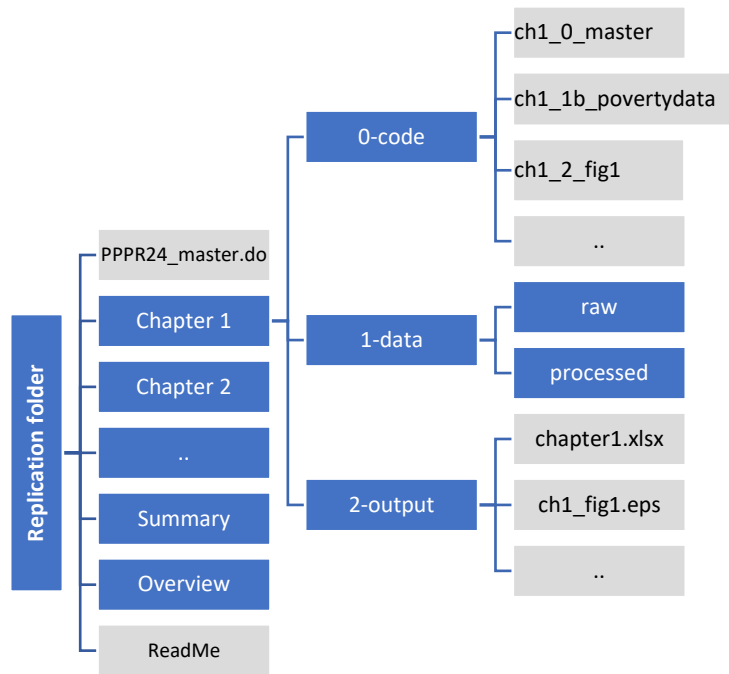 Replication folder
PPPR24_master.do
Chapter 1
Chapter 2
..
Summary
Overview
ReadMe
0-code
1-data
2-output
ch1_0_master
ch1_1b_povertydata
ch1_2_fig1
..
raw
processed
chapter1.xlsx
ch1_fig1.eps
..